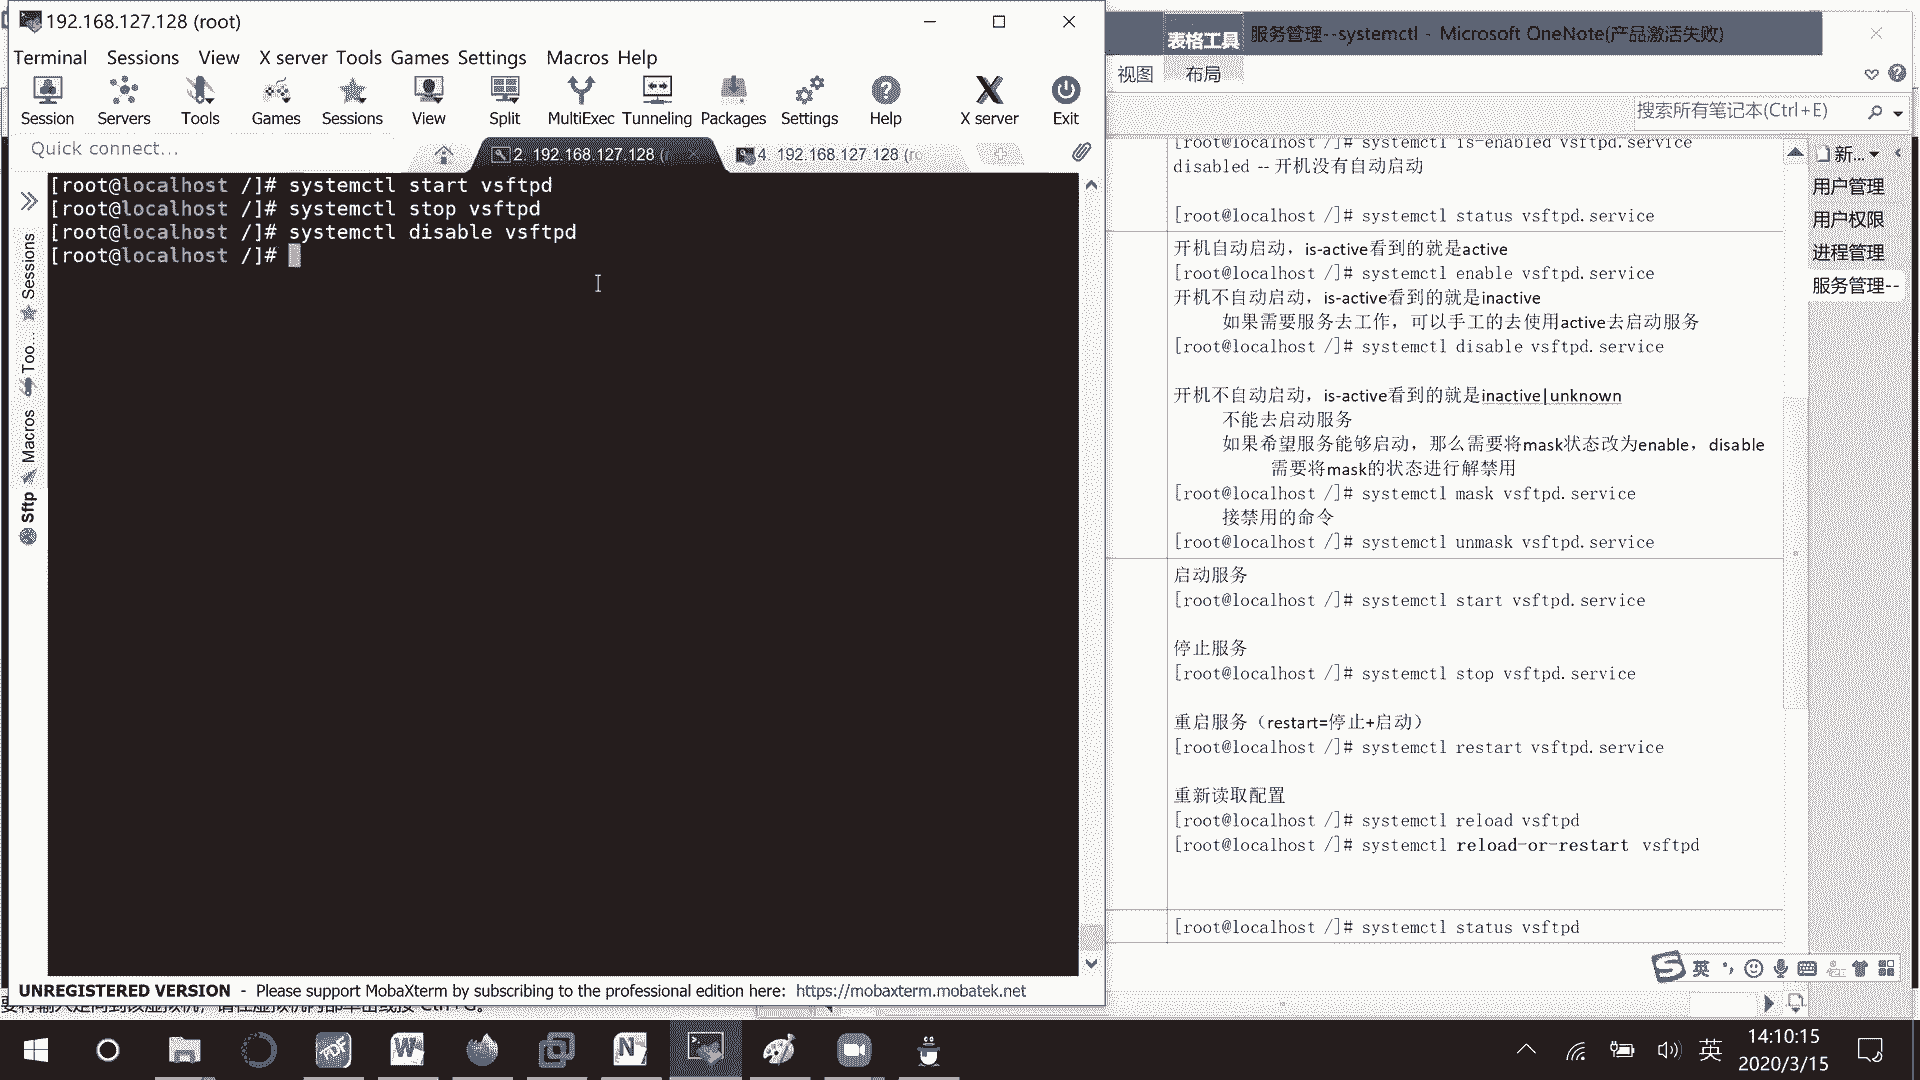 192.168.127.128 (root)
Terminal Sessions View X server Tools Games Settings Macros Help
Session Servers Tools Games Sessions View Split MultiExec Tunneling Packages Settings Help X server Exit
Quick connect...
2. 192.168.127.128 (
4. 192.168.127.128 (ro
Sessions
Too...
Macros
Sftp
[root@localhost /]# systemctl start vsftpd
[root@localhost /]# systemctl stop vsftpd
[root@localhost /]# systemctl disable vsftpd
[root@localhost /]#
UNREGISTERED VERSION - Please support MobaXterm by subscribing to the professional edition here: https://mobaxterm.mobatek.net
表格工具 服务管理--systemctl - Microsoft OneNote(产品激活失败)
视图 布局
搜索所有笔记本(Ctrl+E)
[root@localhost /]# systemctl is-enabled vsftpd.service
disabled -- 开机没有自动启动
[root@localhost /]# systemctl status vsftpd.service
开机自动启动，is-active看到的就是active
[root@localhost /]# systemctl enable vsftpd.service
开机不自动启动，is-active看到的就是inactive
如果需要服务去工作，可以手工的去使用active去启动服务
[root@localhost /]# systemctl disable vsftpd.service
开机不自动启动，is-active看到的就是inactive|unknown
不能去启动服务
如果希望服务能够启动，那么需要将mask状态改为enable，disable
需要将mask的状态进行解禁用
[root@localhost /]# systemctl mask vsftpd.service
接禁用的命令
[root@localhost /]# systemctl unmask vsftpd.service
启动服务
[root@localhost /]# systemctl start vsftpd.service
停止服务
[root@localhost /]# systemctl stop vsftpd.service
重启服务（restart=停止+启动）
[root@localhost /]# systemctl restart vsftpd.service
重新读取配置
[root@localhost /]# systemctl reload vsftpd
[root@localhost /]# systemctl reload-or-restart vsftpd
[root@localhost /]# systemctl status vsftpd
新...
用户管理
用户权限
进程管理
服务管理--
英
英
14:10:15
2020/3/15